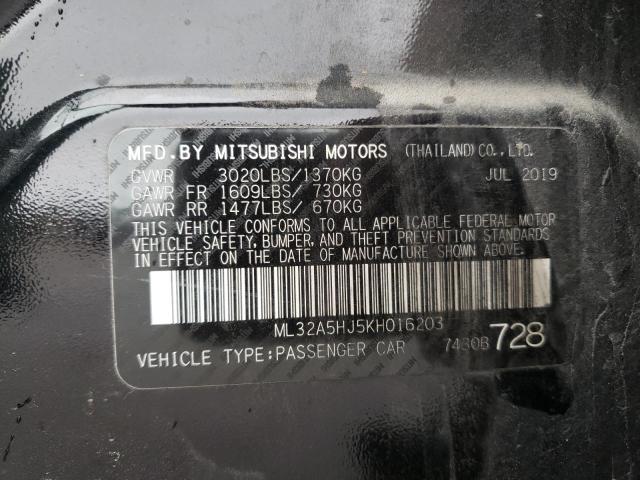 MFD.BY MITSUBISHI MOTORS (THAILAND)CO.,LTD.
GVWR 3020LBS/1370KG JUL 2019
GAWR FR 1609LBS/ 730KG
GAWR RR 1477LBS/ 670KG
THIS VEHICLE CONFORMS TO ALL APPLICABLE FEDERAL MOTOR
VEHICLE SAFETY, BUMPER, AND THEFT PREVENTION STANDARDS
IN EFFECT ON THE DATE OF MANUFACTURE SHOWN ABOVE.
ML32A5HJ5KH016203
VEHICLE TYPE:PASSENGER CAR 7430B 728